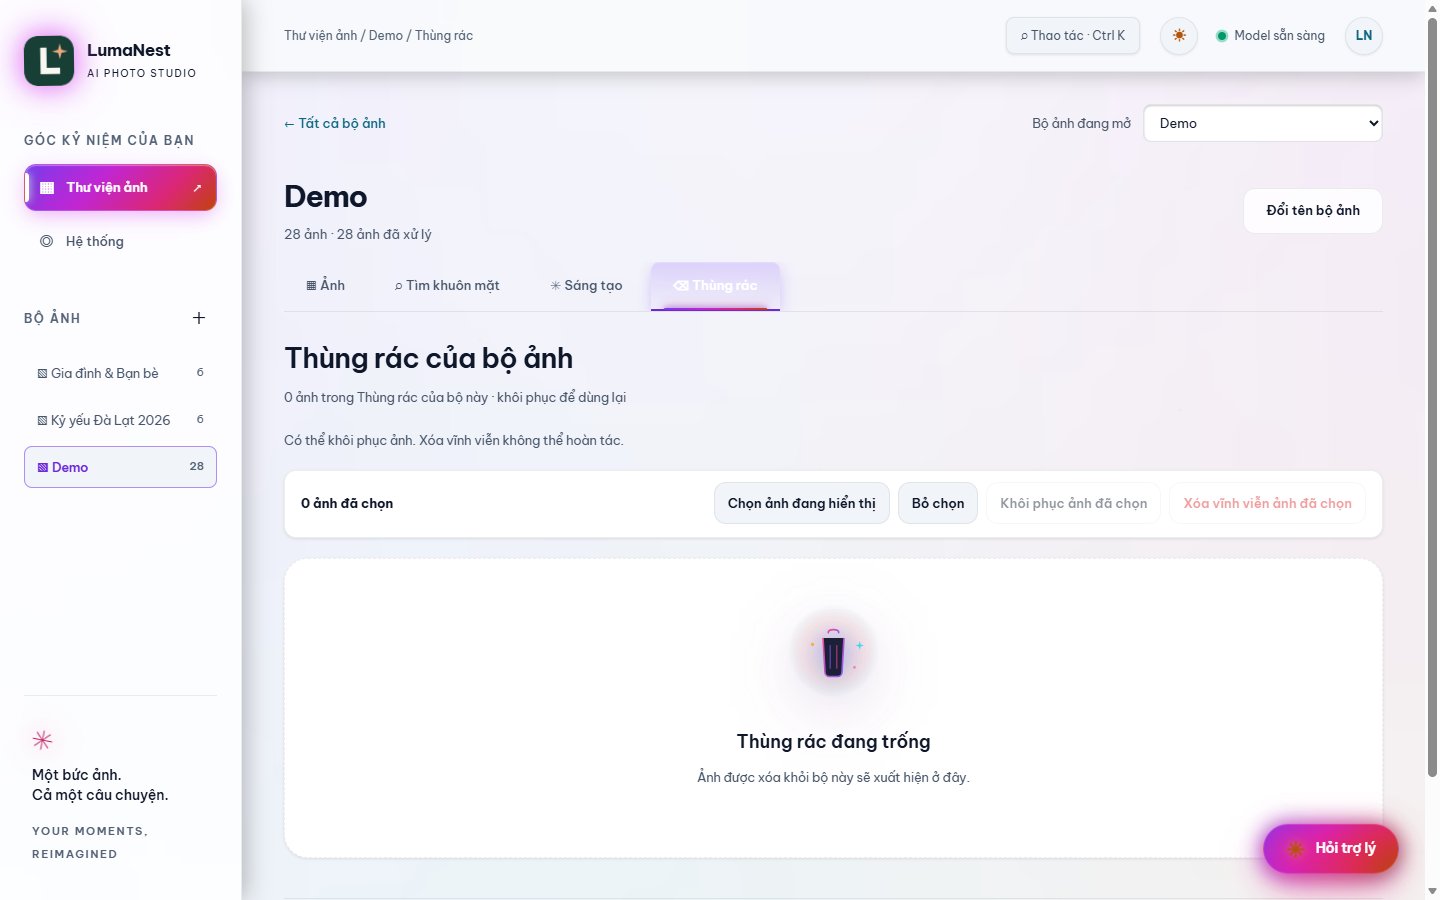 LumaNest
AI PHOTO STUDIO
GÓC KỶ NIỆM CỦA BẠN
Thư viện ảnh
Hệ thống
BỘ ẢNH
Gia đình & Bạn bè 6
Kỷ yếu Đà Lạt 2026 6
Demo 28
Một bức ảnh.
Cả một câu chuyện.
YOUR MOMENTS,
REIMAGINED
Thư viện ảnh / Demo / Thùng rác
Thao tác · Ctrl K
Model sẵn sàng
LN
← Tất cả bộ ảnh
Bộ ảnh đang mở
Demo
Demo
28 ảnh · 28 ảnh đã xử lý
Đổi tên bộ ảnh
Ảnh
Tìm khuôn mặt
Sáng tạo
Thùng rác
Thùng rác của bộ ảnh
0 ảnh trong Thùng rác của bộ này · khôi phục để dùng lại
Có thể khôi phục ảnh. Xóa vĩnh viễn không thể hoàn tác.
0 ảnh đã chọn
Chọn ảnh đang hiển thị
Bỏ chọn
Khôi phục ảnh đã chọn
Xóa vĩnh viễn ảnh đã chọn
Thùng rác đang trống
Ảnh được xóa khỏi bộ này sẽ xuất hiện ở đây.
Hỏi trợ lý